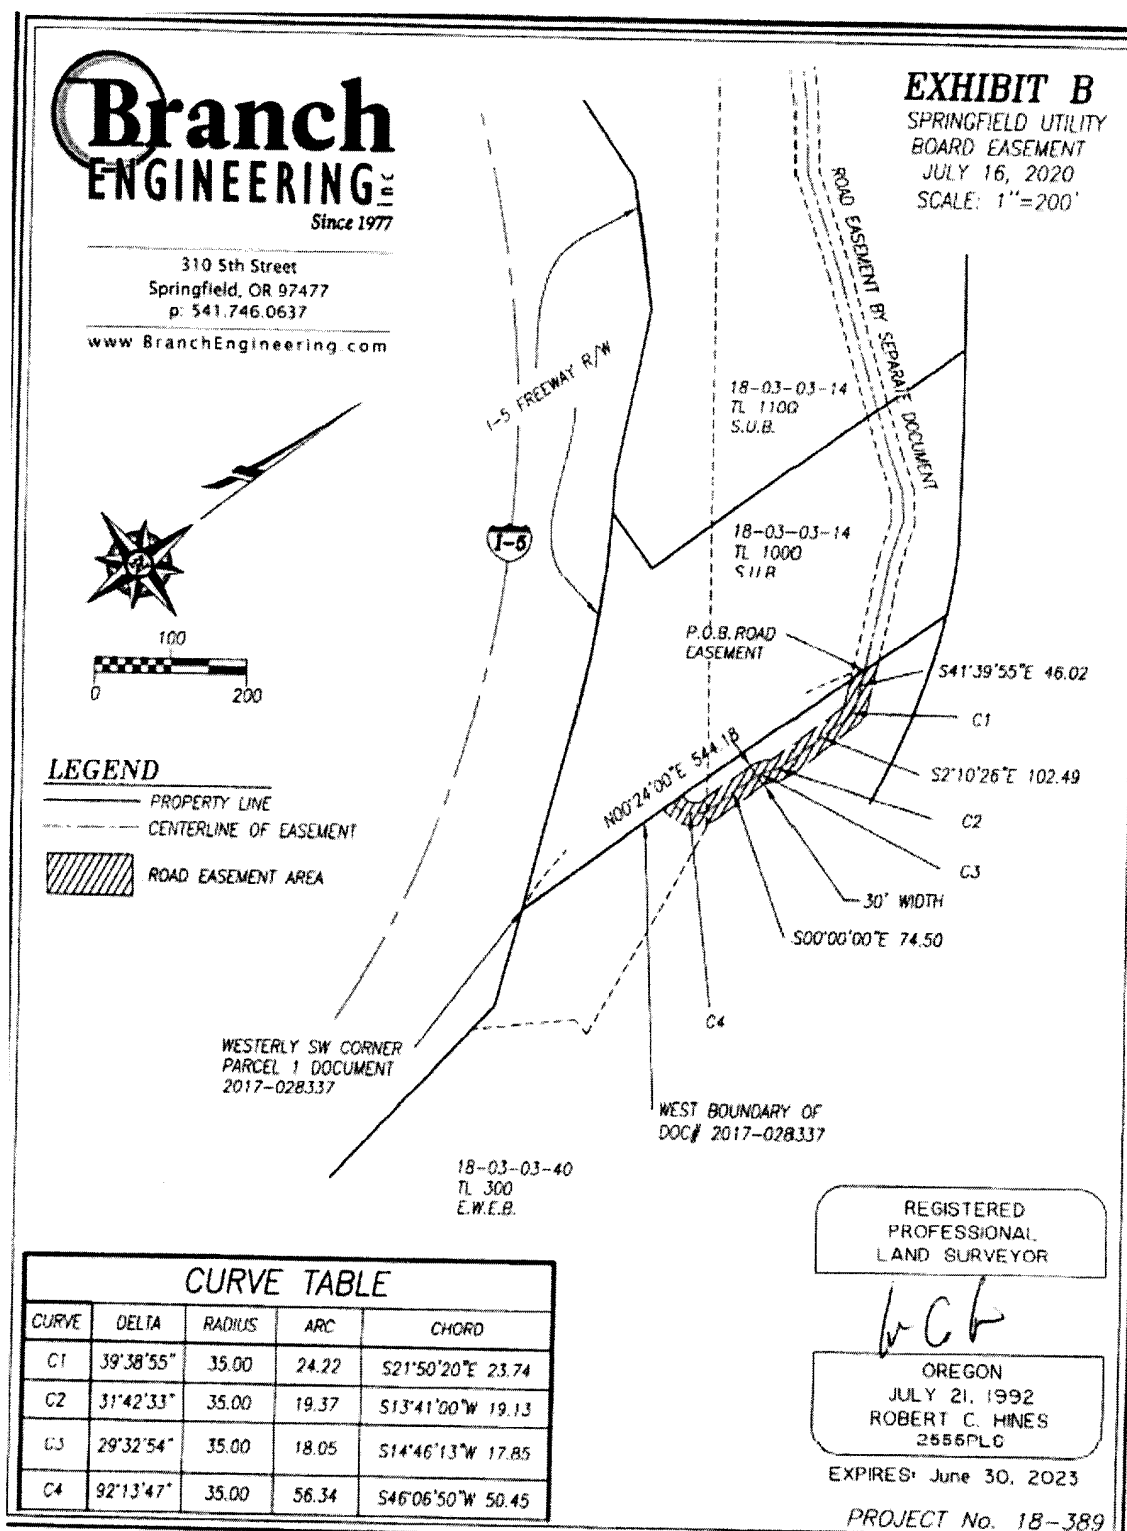 Branch
ENGINEERING INC
Since 1977
310 5th Street
Springfield, OR 97477
p: 541.746.0637
www.BranchEngineering.com
EXHIBIT B
SPRINGFIELD UTILITY
BOARD EASEMENT
JULY 16, 2020
SCALE: 1"=200'
ROAD EASEMENT BY SEPARATE DOCUMENT
I-5 FREEWAY R/W
18-03-03-14
TL 1100
S.U.B.
I-5
18-03-03-14
TL 1000
S.U.B.
100
0 200
P.O.B. ROAD
EASEMENT
S41°39'55"E 46.02
C1
S2°10'26"E 102.49
C2
C3
30' WIDTH
S00°00'00"E 74.50
C4
N00°24'00"E 544.18
LEGEND
PROPERTY LINE
CENTERLINE OF EASEMENT
ROAD EASEMENT AREA
WESTERLY SW CORNER
PARCEL 1 DOCUMENT
2017-028337
WEST BOUNDARY OF
DOC# 2017-028337
18-03-03-40
TL 300
E.W.E.B.
CURVE TABLE
CURVE DELTA RADIUS ARC CHORD
C1 39°38'55" 35.00 24.22 S21°50'20"E 23.74
C2 31°42'33" 35.00 19.37 S13°41'00"W 19.13
C3 29°32'54" 35.00 18.05 S14°46'13"W 17.85
C4 92°13'47" 35.00 56.34 S46°06'50"W 50.45
REGISTERED
PROFESSIONAL
LAND SURVEYOR
OREGON
JULY 21, 1992
ROBERT C. HINES
2555PLS
EXPIRES: June 30, 2023
PROJECT No. 18-389